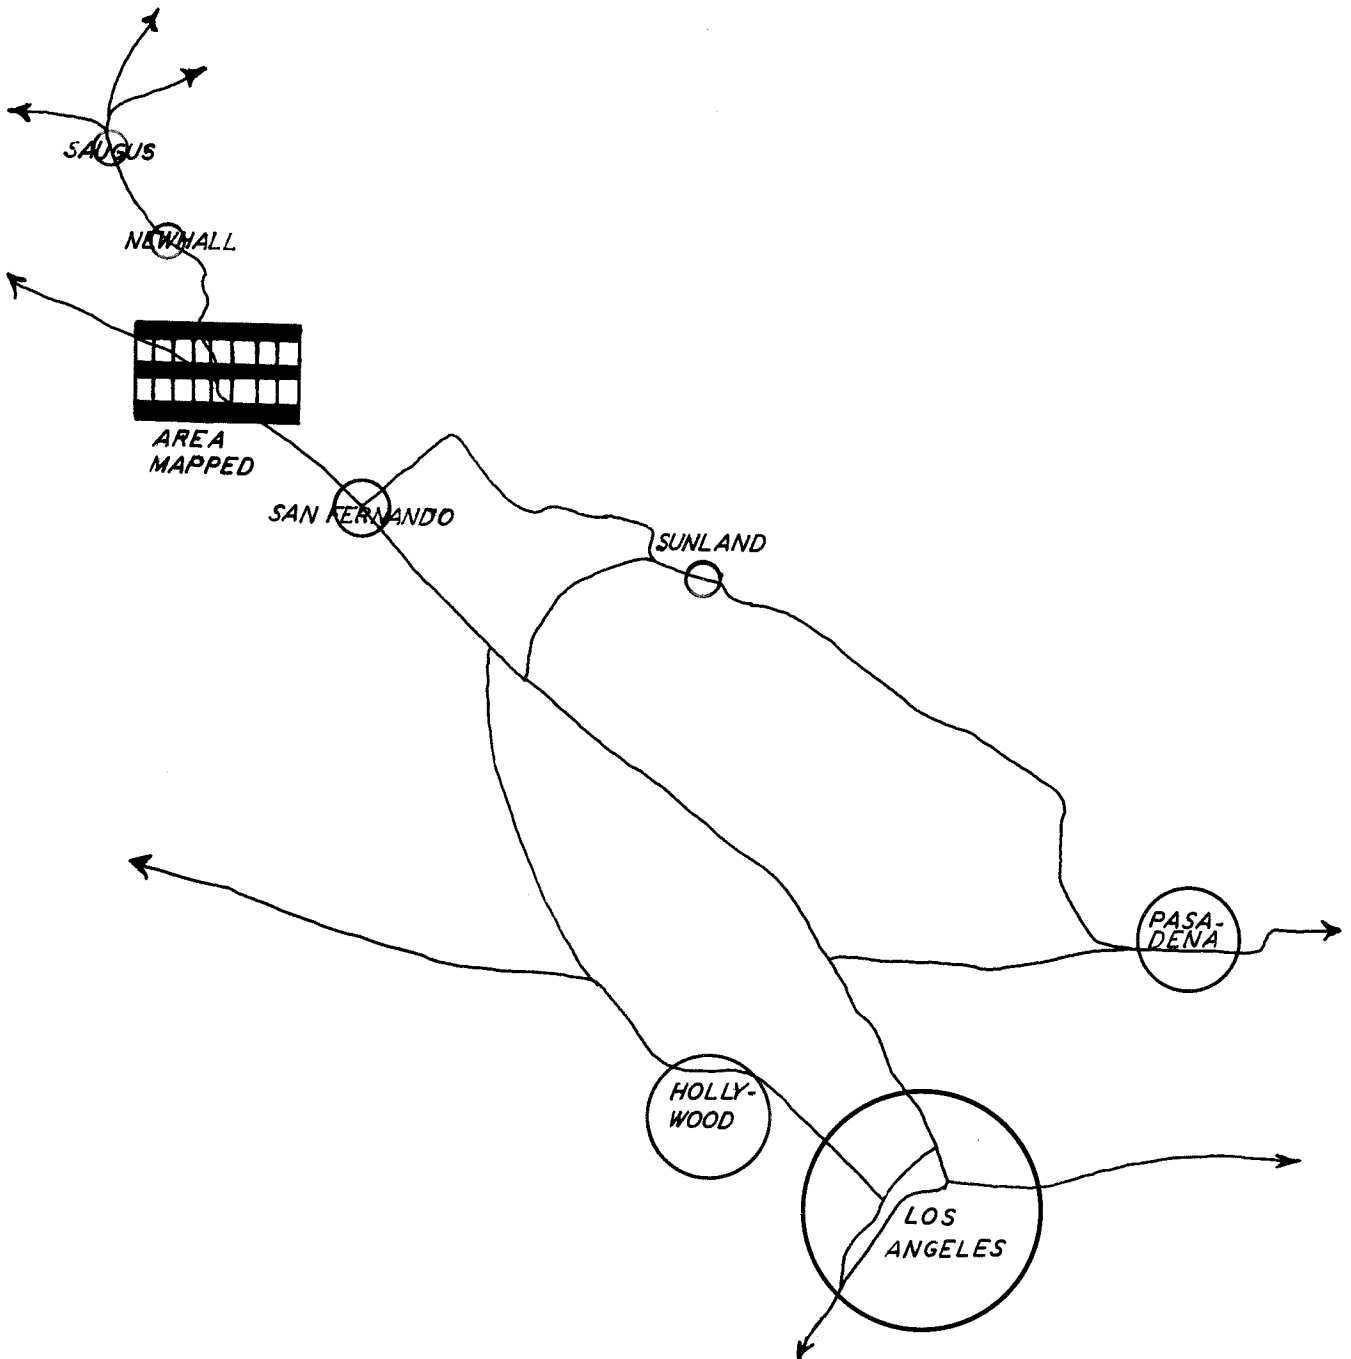 SAUGUS
NEWHALL
AREA
MAPPED
SAN FERNANDO
SUNLAND
PASA-
DENA
HOLLY-
WOOD
LOS
ANGELES